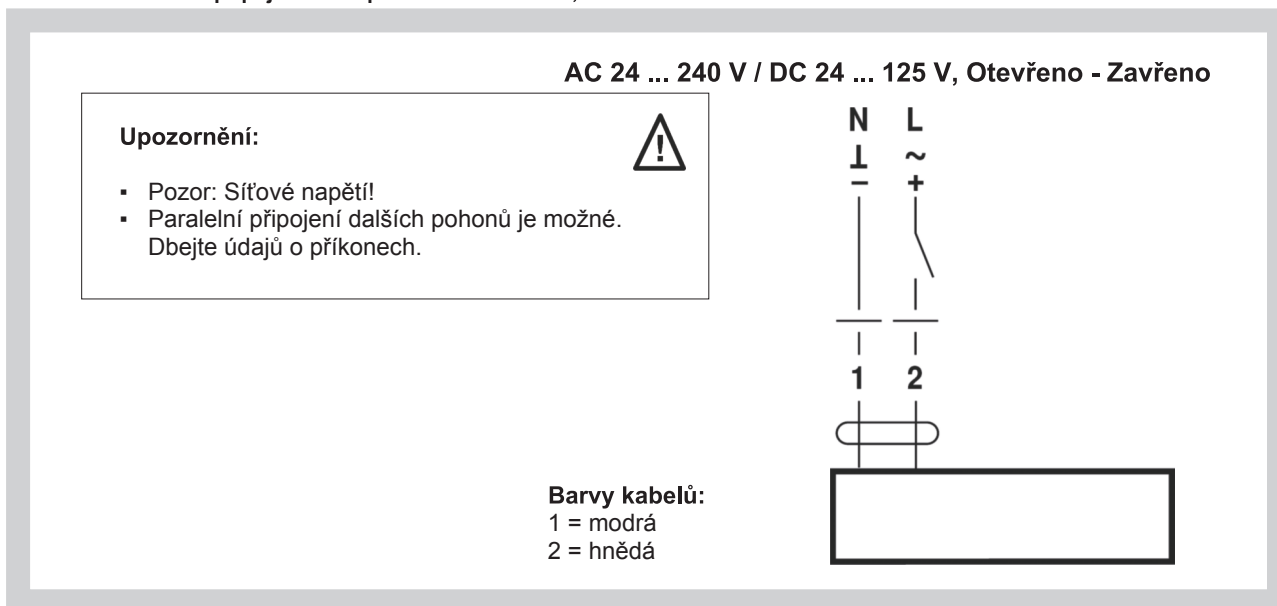 AC 24 ... 240 V / DC 24 ... 125 V, Otevřeno - Zavřeno
Upozornění:
▪ Pozor: Síťové napětí!
▪ Paralelní připojení dalších pohonů je možné.
Dbejte údajů o příkonech.
N L
⊥ ~
– +
1 2
Barvy kabelů:
1 = modrá
2 = hnědá